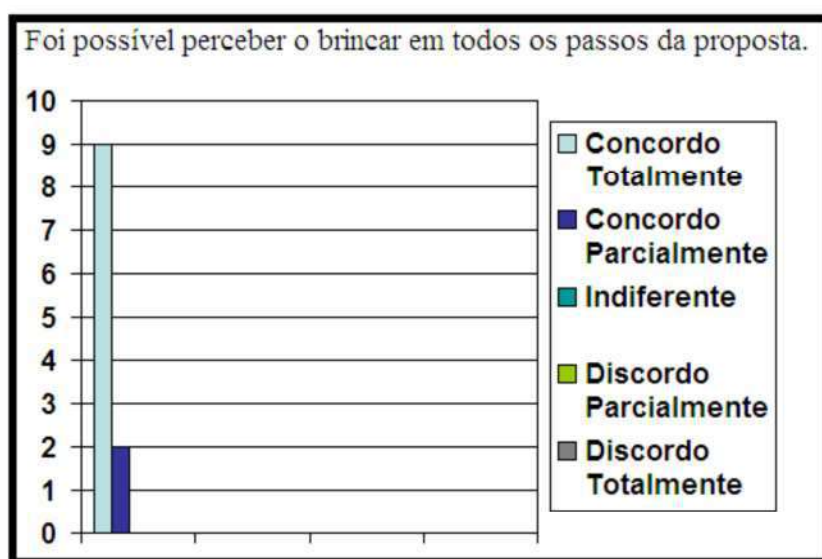 Foi possível perceber o brincar em todos os passos da proposta.
10
9
8
7
6
5
4
3
2
1
0
Concordo
Totalmente
Concordo
Parcialmente
Indiferente
Discordo
Parcialmente
Discordo
Totalmente